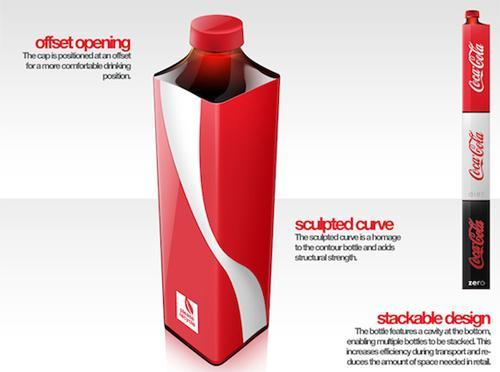 offset opening
The cap is positioned at an offset
for a more comfortable drinking
position.
Coca-Cola
Coca-Cola
diet
Coca-Cola
zero
sculpted curve
The sculpted curve is a homage
to the contour bottle and adds
structural strength.
stackable design
The bottle features a cavity at the bottom,
enabling multiple bottles to be stacked. This
increases efficiency during transport and re-
duces the amount of space needed in retail.